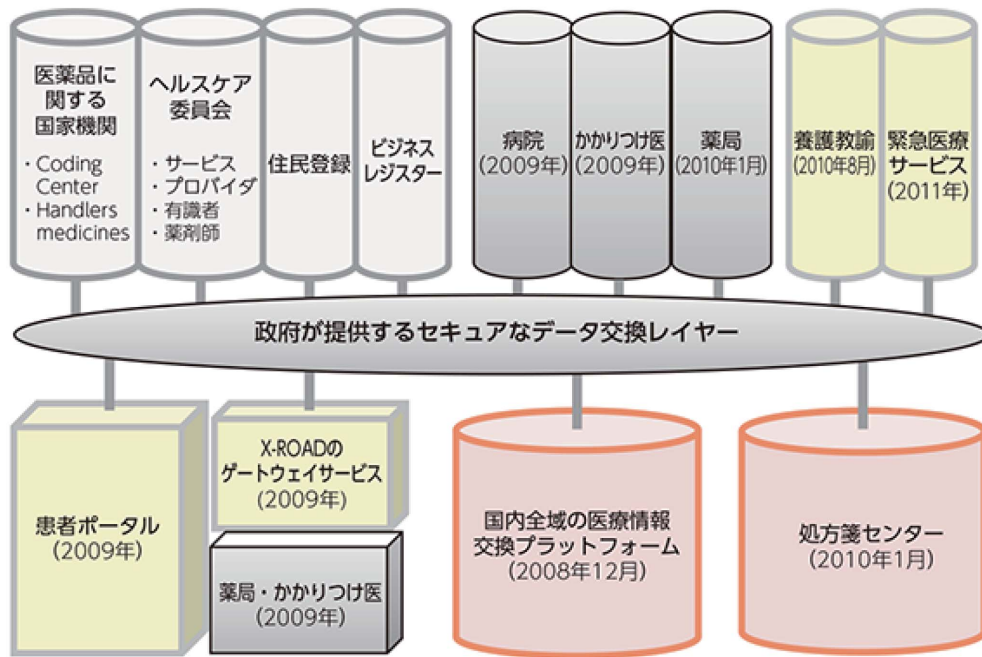 医薬品に
関する
国家機関
・Coding
Center
・Handlers
medicines
ヘルスケア
委員会
・サービス
・プロバイダ
・有識者
・薬剤師
住民登録
ビジネス
レジスター
病院
(2009年)
かかりつけ医
(2009年)
薬局
(2010年1月)
養護教諭
(2010年8月)
緊急医療
サービス
(2011年)
政府が提供するセキュアなデータ交換レイヤー
患者ポータル
(2009年)
X-ROADの
ゲートウェイサービス
(2009年)
薬局・かかりつけ医
(2009年)
国内全域の医療情報
交換プラットフォーム
(2008年12月)
処方箋センター
(2010年1月)